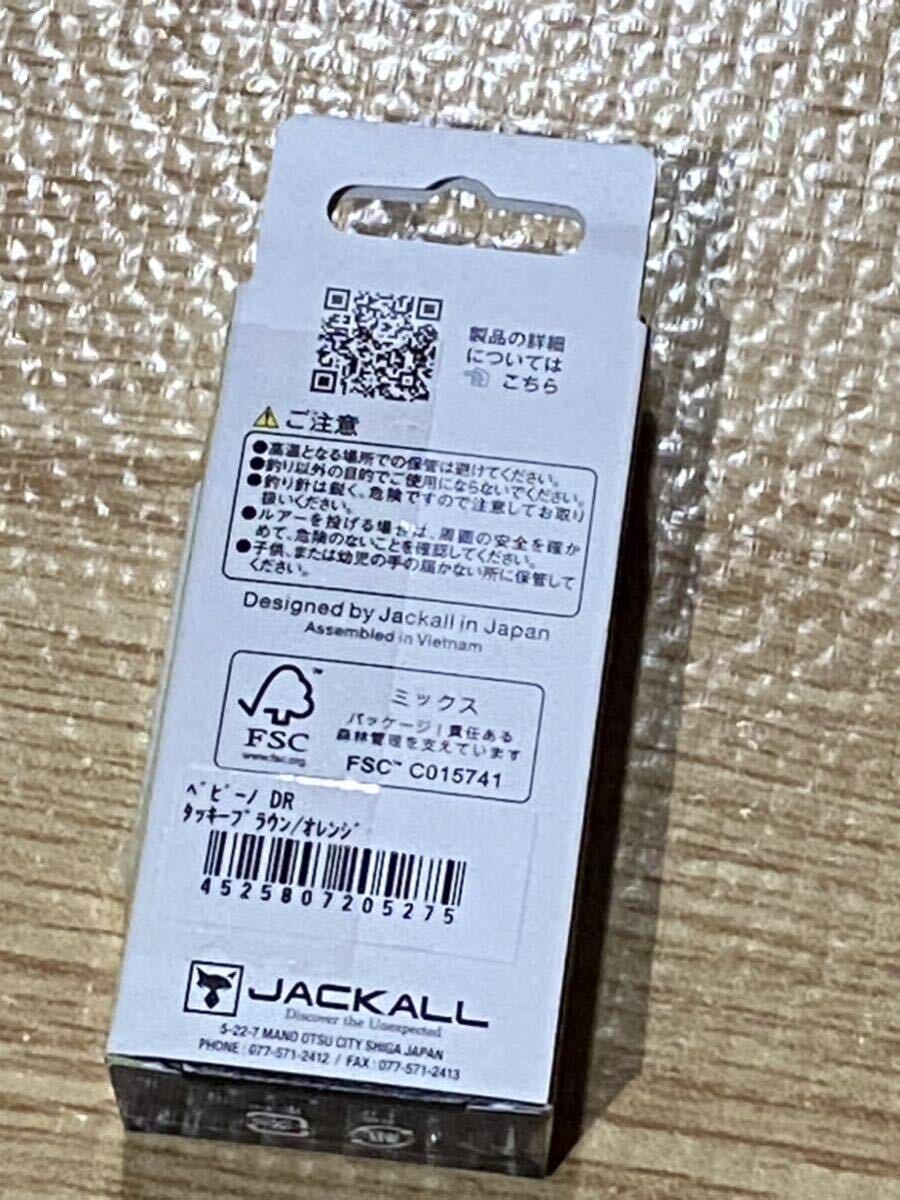 製品の詳細
については
こちら
ご注意
●高温となる場所での保管は避けてください。
●釣り以外の目的でご使用にならないでください。
●釣り針は鋭く、危険ですので注意してお取り
扱いください。
●ルアーを投げる場合は、周囲の安全を確か
めて、危険のないことを確認してください。
●子供、または幼児の手の届かない所に保管して
ください。
Designed by Jackall in Japan
Assembled in Vietnam
FSC
www.fsc.org
™
ミックス
パッケージ | 責任ある
森林管理を支えています
FSC™ C015741
ﾍﾞﾋﾞｰﾉ DR
ﾀｯｷｰﾌﾞﾗｳﾝ/ｵﾚﾝｼﾞ
4525807205275
JACKALL
Discover the Unexpected
5-22-7 MANO OTSU CITY SHIGA JAPAN
PHONE : 077-571-2412 / FAX : 077-571-2413